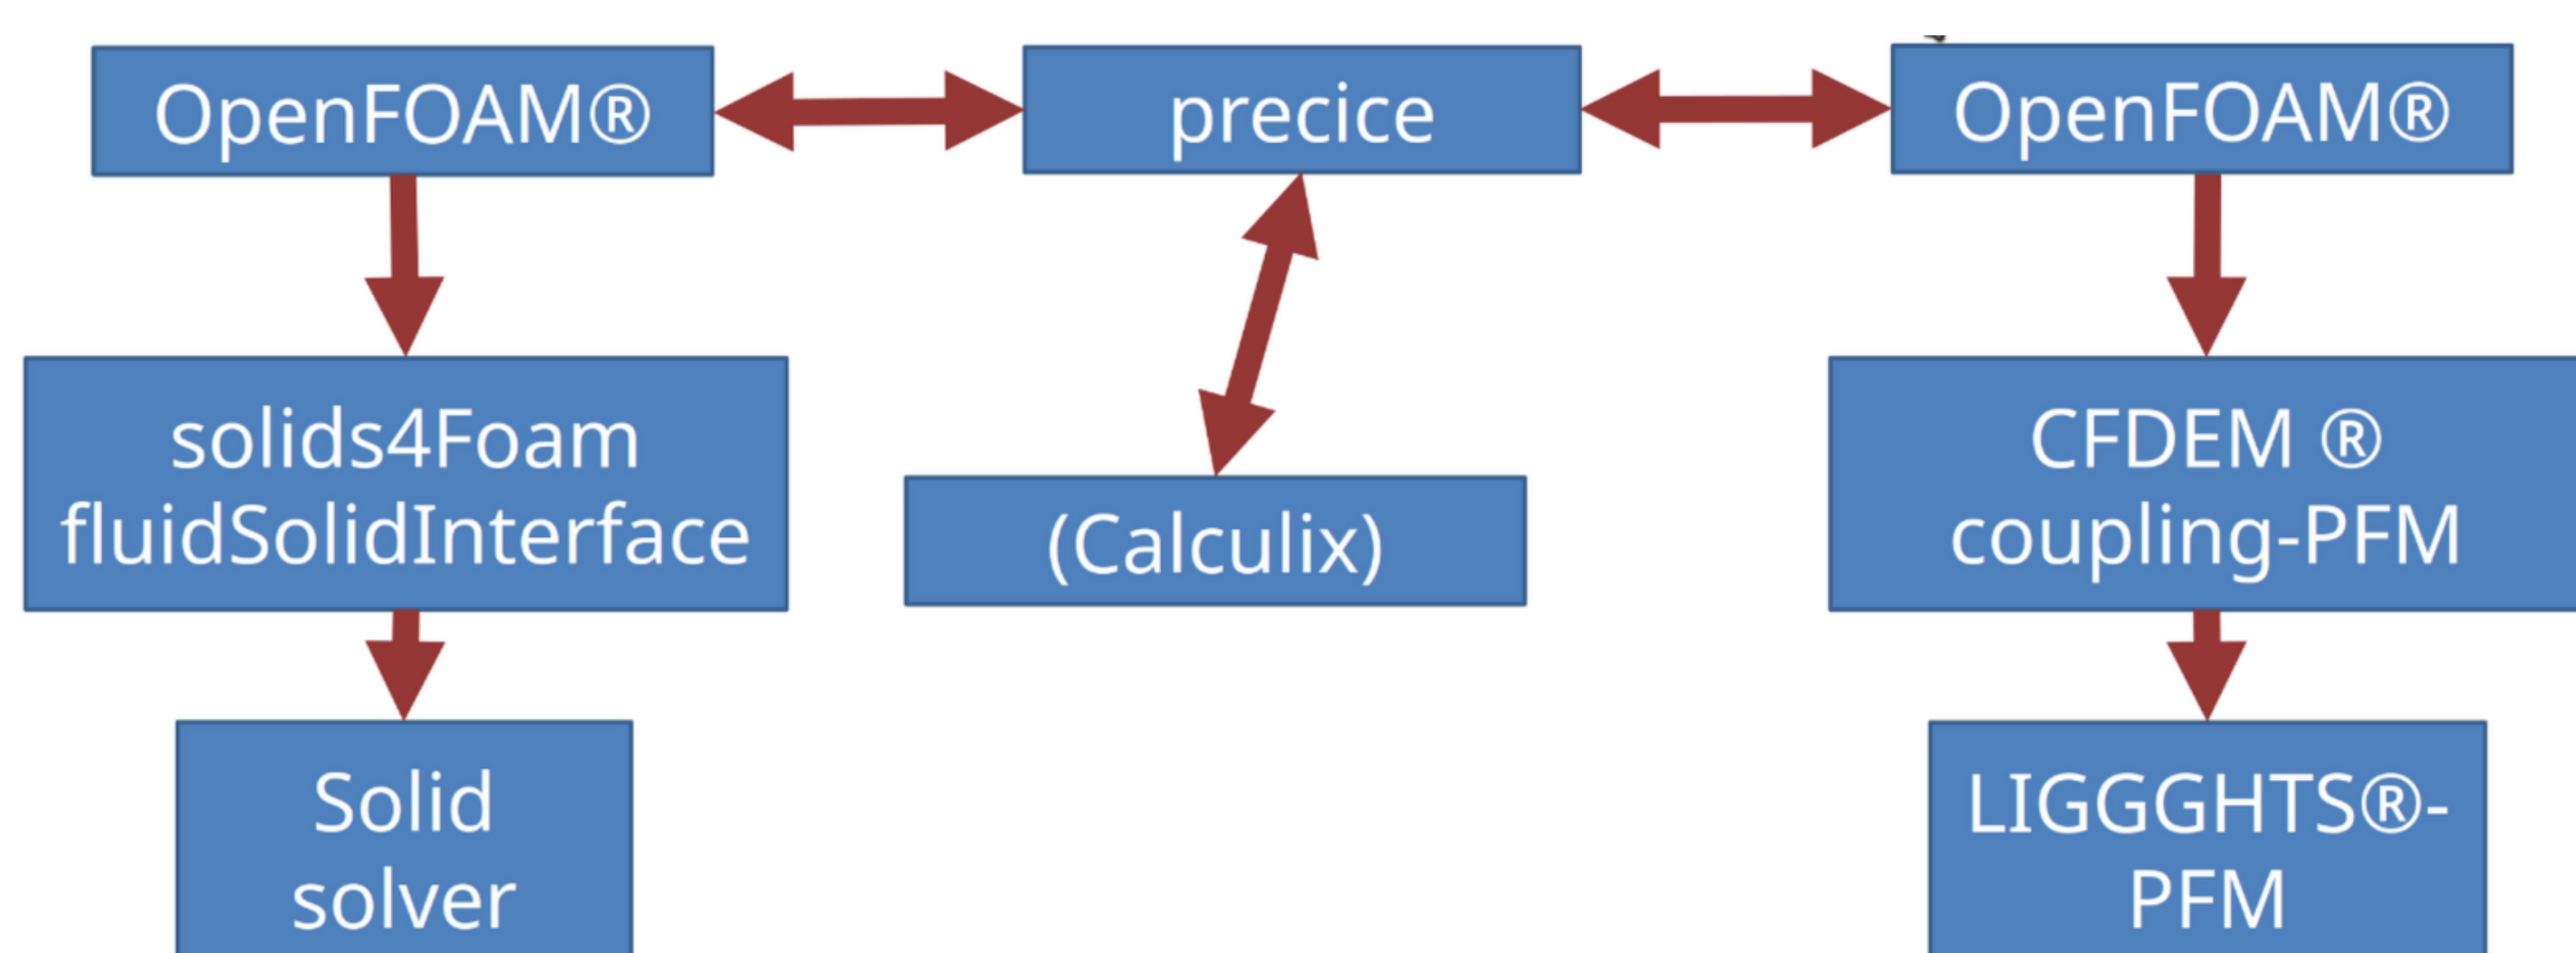 OpenFOAM®
precice
OpenFOAM®
solids4Foam
fluidSolidInterface
(Calculix)
CFDEM ®
coupling-PFM
Solid
solver
LIGGGHTS®-
PFM